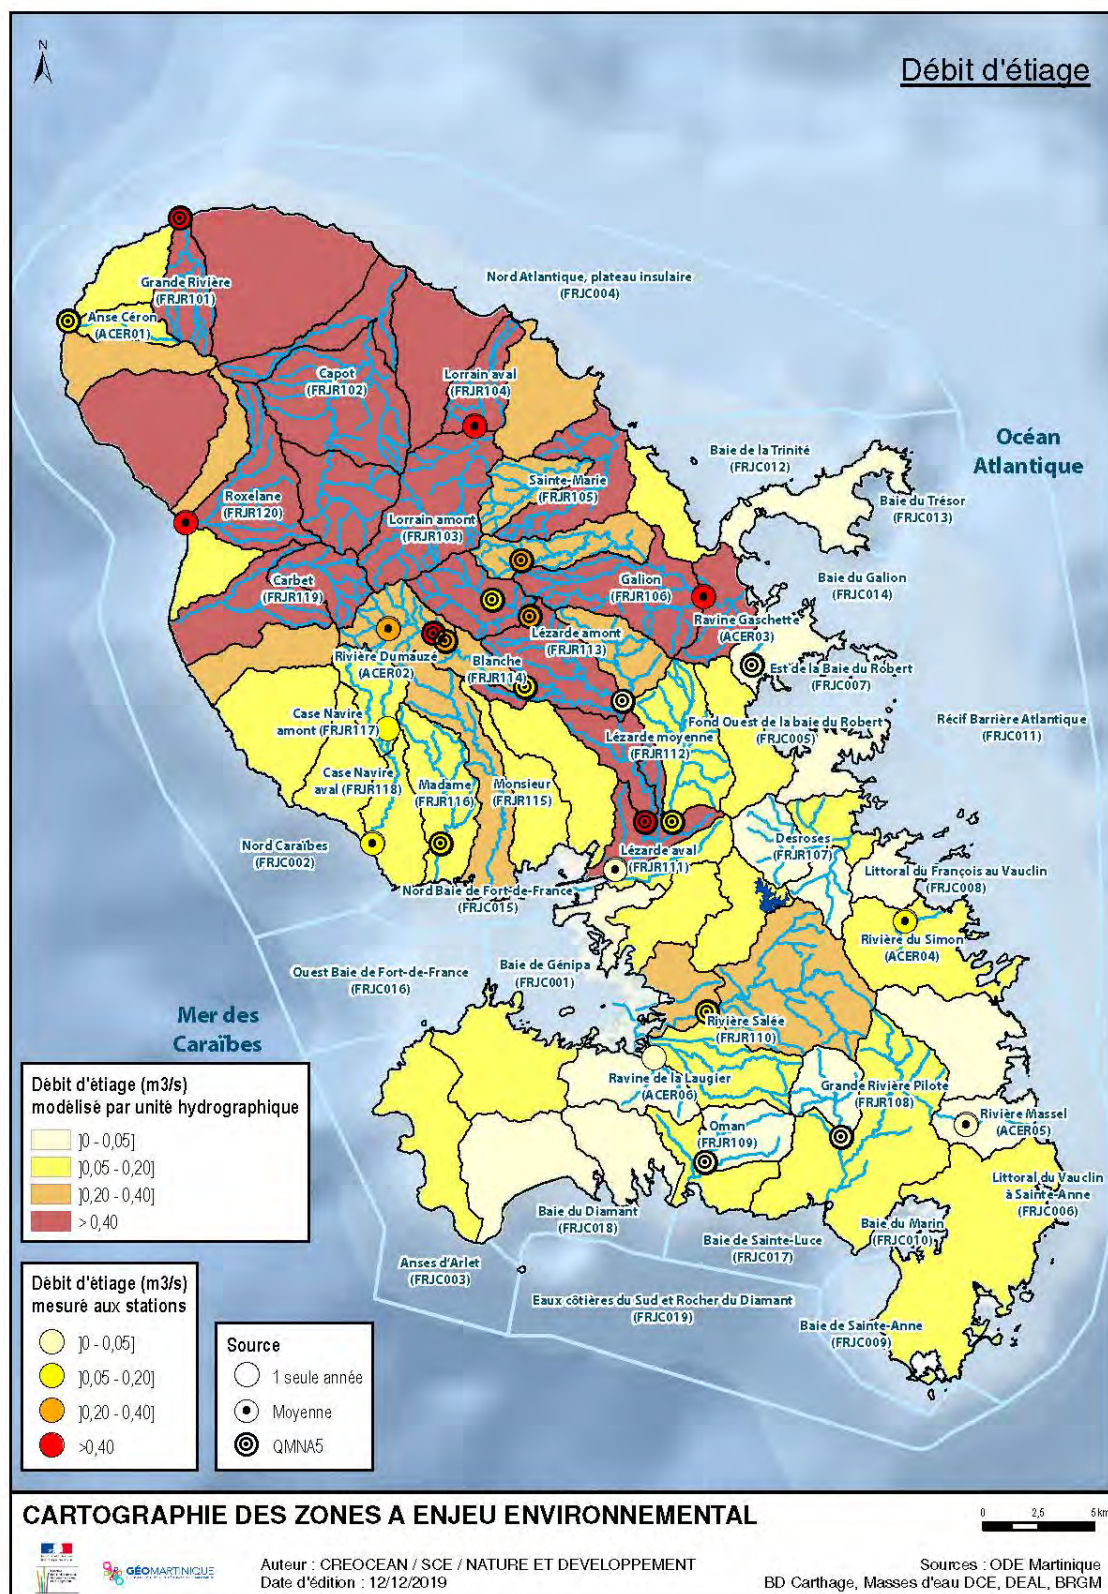 N
Débit d'étiage
Grande Rivière
(FRJR101)
Nord Atlantique, plateau insulaire
(FRJC004)
Anse Céron
(ACER01)
Capot
(FRJR102)
Lorrain aval
(FRJR104)
Océan
Atlantique
Baie de la Trinité
(FRJC012)
Baie du Trésor
(FRJC013)
Sainte-Marie
(FRJR105)
Roxelane
(FRJR120)
Lorrain amont
(FRJR103)
Baie du Galion
(FRJC014)
Carbet
(FRJR119)
Galion
(FRJR106)
Ravine Gaschette
(ACER03)
Lézarde amont
(FRJR113)
Rivière Dumauzé
(ACER02)
Blanche
(FRJR114)
Est de la Baie du Robert
(FRJC007)
Case Navire
amont (FRJR117)
Fond Ouest de la baie du Robert
(FRJC005)
Récif Barrière Atlantique
(FRJC011)
Lézarde moyenne
(FRJR112)
Case Navire
aval (FRJR118)
Madame
(FRJR116)
Monsieur
(FRJR115)
Nord Caraïbes
(FRJC002)
Desroses
(FRJR107)
Lézarde aval
(FRJR111)
Littoral du François au Vauclin
(FRJC008)
Nord Baie de Fort-de-France
(FRJC015)
Rivière du Simon
(ACER04)
Baie de Génipa
(FRJC001)
Ouest Baie de Fort-de-France
(FRJC016)
Mer des
Caraïbes
Rivière Salée
(FRJR110)
Ravine de la Laugier
(ACER06)
Grande Rivière Pilote
(FRJR108)
Rivière Massel
(ACER05)
Oman
(FRJR109)
Littoral du Vauclin
à Sainte-Anne
(FRJC006)
Baie du Diamant
(FRJC018)
Baie du Marin
(FRJC010)
Baie de Sainte-Luce
(FRJC017)
Anses d'Arlet
(FRJC003)
Eaux côtières du Sud et Rocher du Diamant
(FRJC019)
Baie de Sainte-Anne
(FRJC009)
Débit d'étiage (m3/s)
modélisé par unité hydrographique
]0 - 0,05]
]0,05 - 0,20]
]0,20 - 0,40]
> 0,40
Débit d'étiage (m3/s)
mesuré aux stations
]0 - 0,05]
]0,05 - 0,20]
]0,20 - 0,40]
>0,40
Source
1 seule année
Moyenne
QMNA5
CARTOGRAPHIE DES ZONES A ENJEU ENVIRONNEMENTAL
0 2,5 5 km
GÉOMARTINIQUE
Auteur : CREOCEAN / SCE / NATURE ET DEVELOPPEMENT
Date d'édition : 12/12/2019
Sources : ODE Martinique
BD Carthage, Masses d'eau DCE, DEAL, BRGM